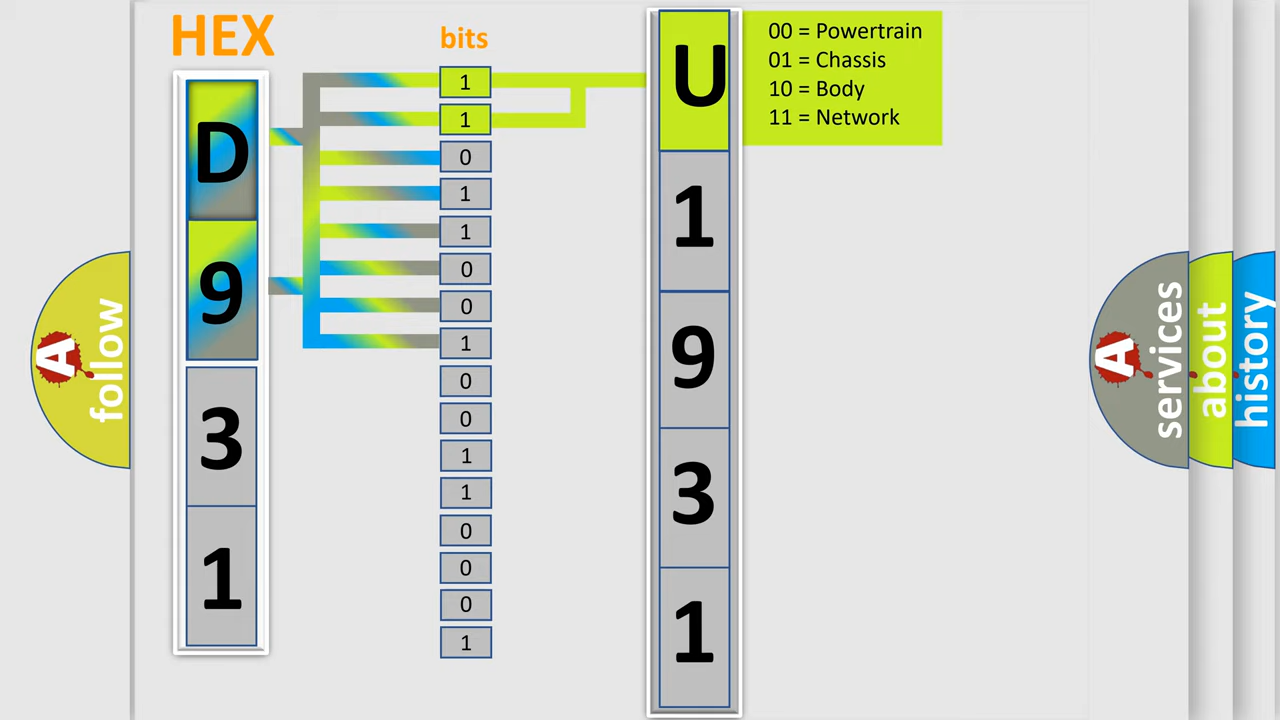 HEX
bits
D
9
3
1
1
1
0
1
1
0
0
1
0
0
1
1
0
0
0
1
U
1
9
3
1
00 = Powertrain
01 = Chassis
10 = Body
11 = Network
A
follow
A
services
about
history